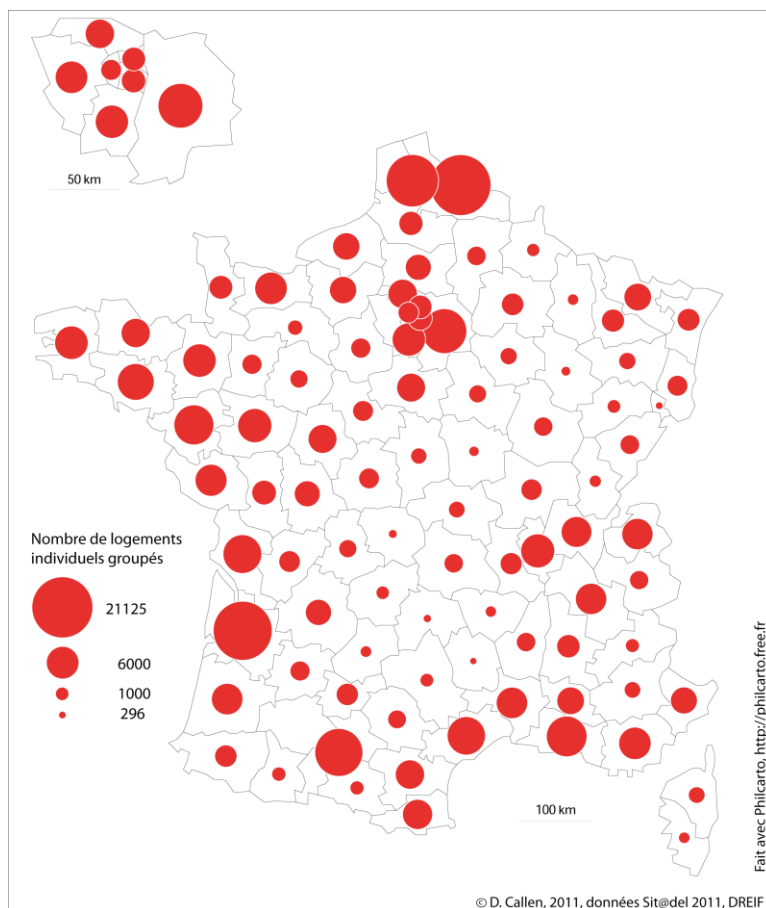 50 km
Nombre de logements
individuels groupés
21125
6000
1000
296
100 km
Fait avec Philcarto, http://philcarto.free.fr
© D. Callen, 2011, données Sit@del 2011, DREIF